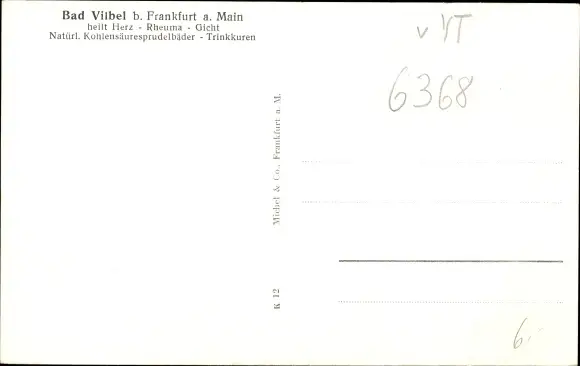 Bad Vilbel b. Frankfurt a. Main
heilt Herz - Rheuma - Gicht
Natürl. Kohlensäuresprudelbäder - Trinkkuren
6368
Michel & Co., Frankfurt a. M.
K 12
6.-